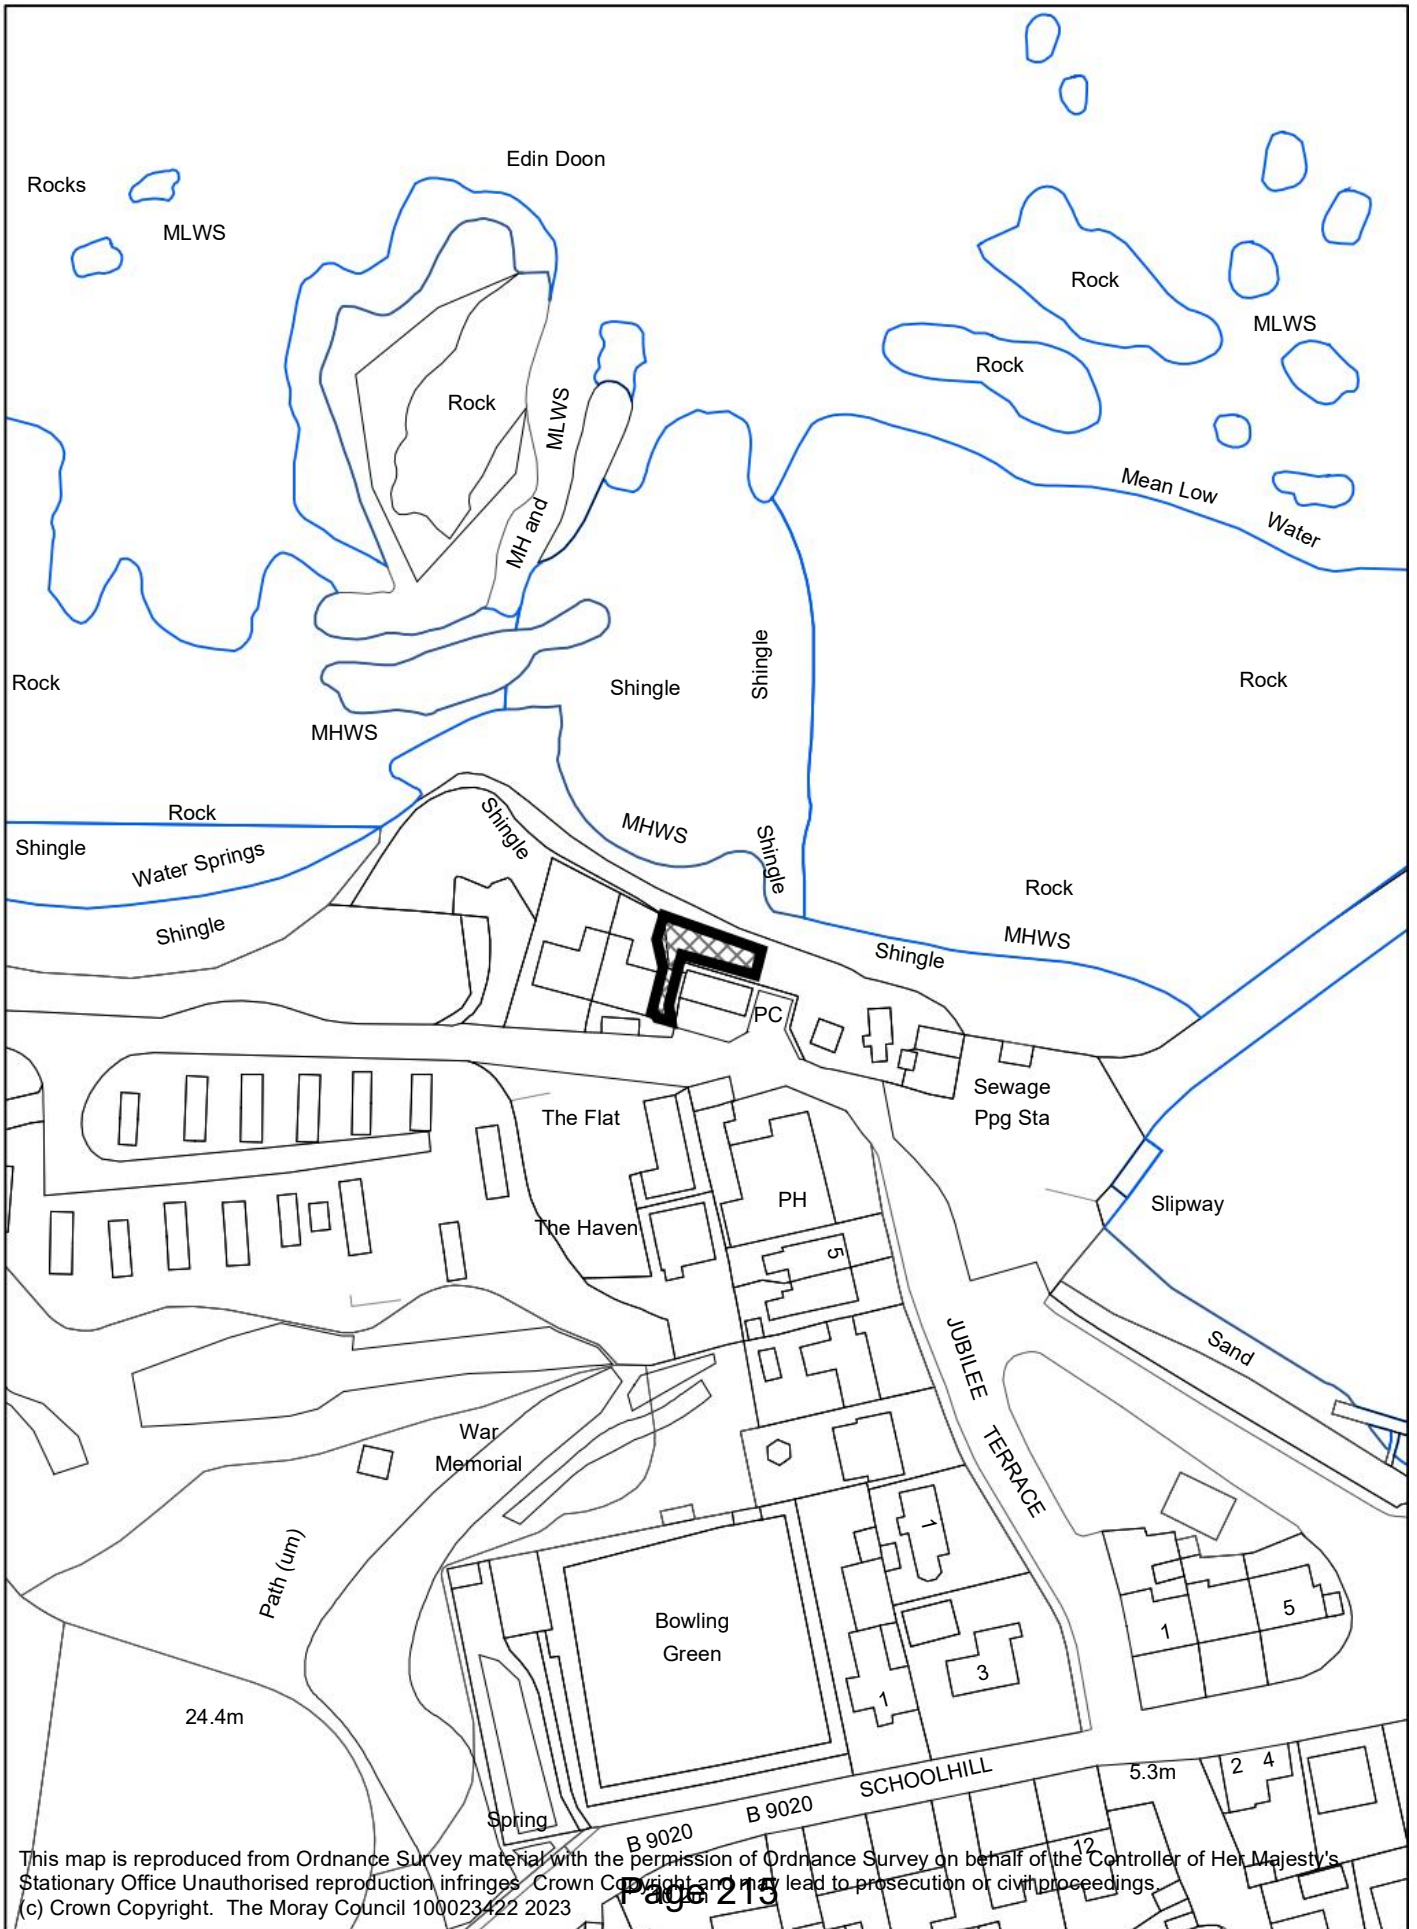 Edin Doon
Rocks
MLWS
Rock
MLWS
Rock
Rock
MLWS
MH and
Mean Low
Water
Shingle
Shingle
Rock
Rock
MHWS
Rock
Shingle
Water Springs
Shingle
Shingle
MHWS
Shingle
Rock
MHWS
Shingle
PC
Sewage
Ppg Sta
The Flat
PH
Slipway
The Haven
5
JUBILEE TERRACE
Sand
War
Memorial
1
Path (um)
Bowling
Green
3
1
1
5
24.4m
SCHOOLHILL
5.3m
2 4
B 9020
B 9020
Spring
12
This map is reproduced from Ordnance Survey material with the permission of Ordnance Survey on behalf of the Controller of Her Majesty's
Stationary Office Unauthorised reproduction infringes Crown Copyright and may lead to prosecution or civil proceedings.
Page 215
(c) Crown Copyright. The Moray Council 100023422 2023